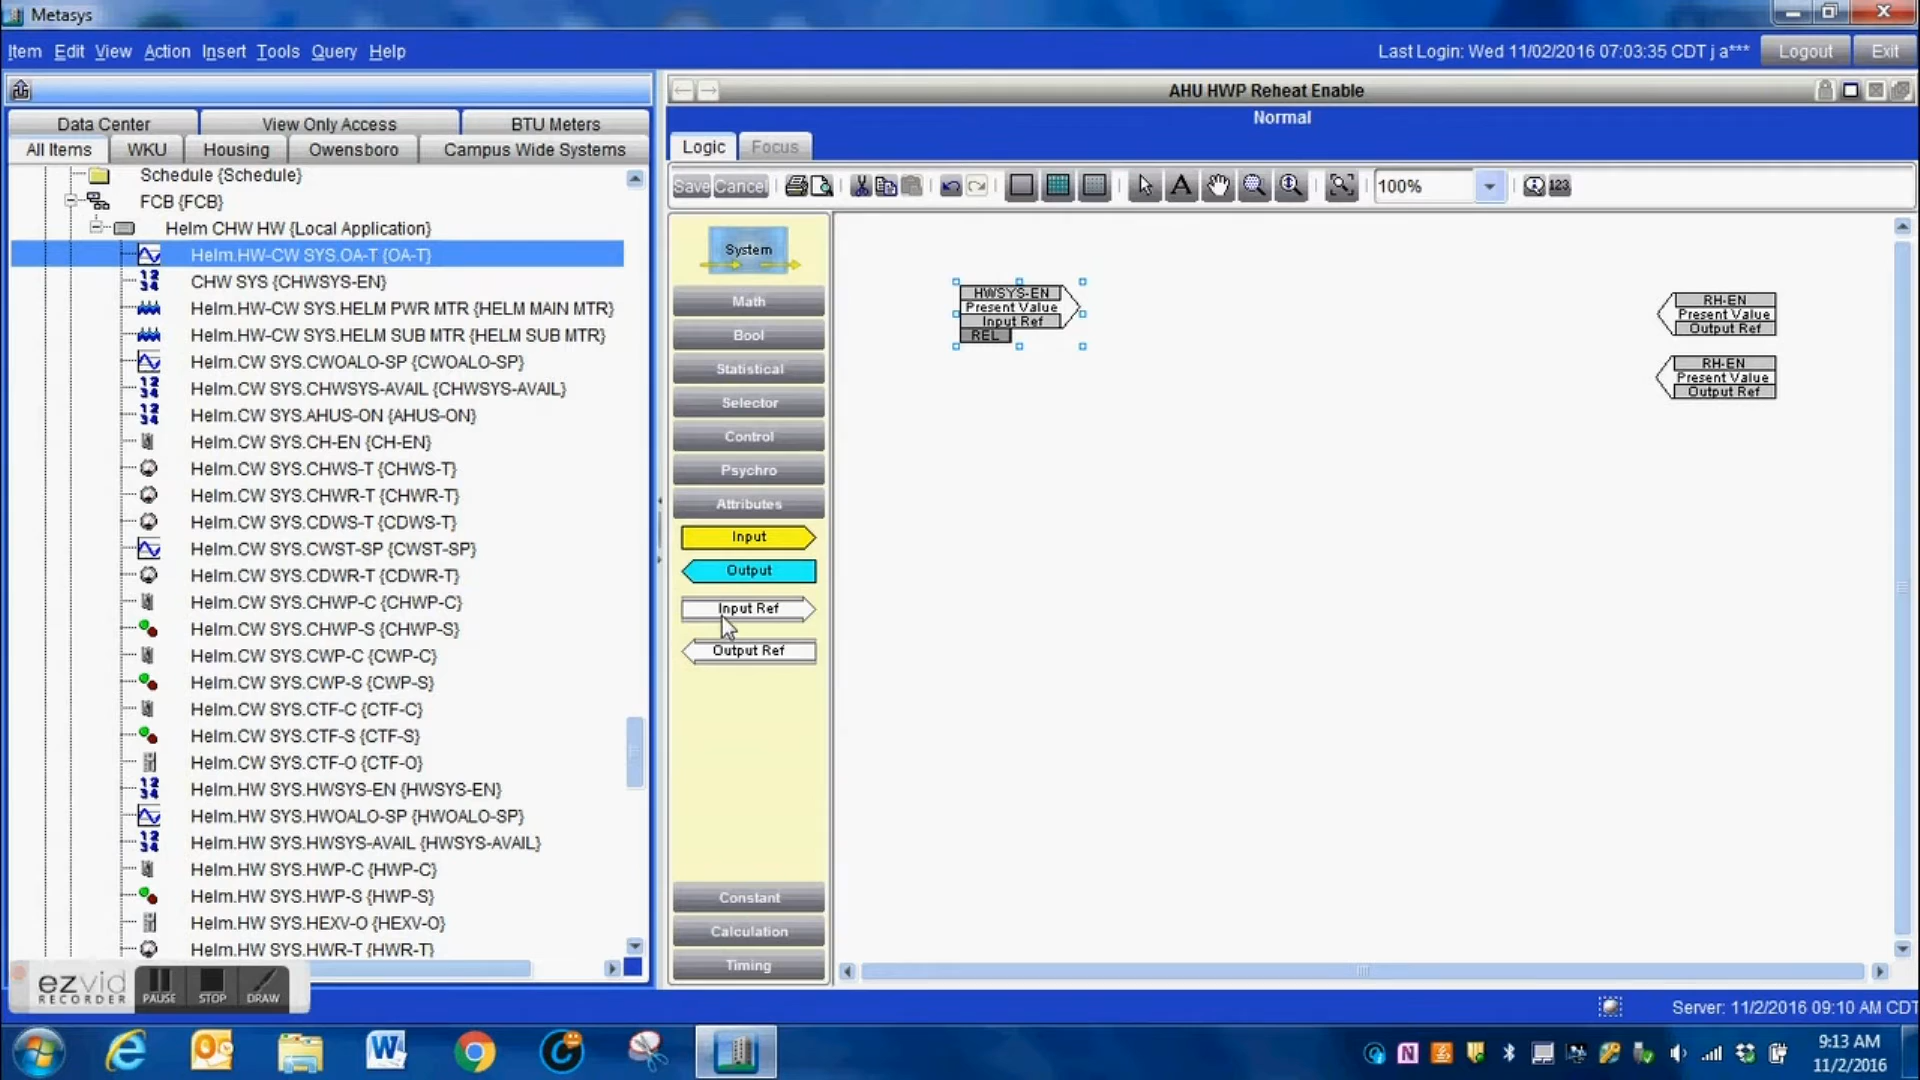 Metasys
Item Edit View Action Insert Tools Query Help
Last Login: Wed 11/02/2016 07:03:35 CDT j a*** Logout Exit
Data Center View Only Access BTU Meters
All Items WKU Housing Owensboro Campus Wide Systems
Schedule {Schedule}
FCB {FCB}
Helm CHW HW {Local Application}
Helm.HW-CW SYS.OA-T {OA-T}
CHW SYS {CHWSYS-EN}
Helm.HW-CW SYS.HELM PWR MTR {HELM MAIN MTR}
Helm.HW-CW SYS.HELM SUB MTR {HELM SUB MTR}
Helm.CW SYS.CWOALO-SP {CWOALO-SP}
Helm.CW SYS.CHWSYS-AVAIL {CHWSYS-AVAIL}
Helm.CW SYS.AHUS-ON {AHUS-ON}
Helm.CW SYS.CH-EN {CH-EN}
Helm.CW SYS.CHWS-T {CHWS-T}
Helm.CW SYS.CHWR-T {CHWR-T}
Helm.CW SYS.CDWS-T {CDWS-T}
Helm.CW SYS.CWST-SP {CWST-SP}
Helm.CW SYS.CDWR-T {CDWR-T}
Helm.CW SYS.CHWP-C {CHWP-C}
Helm.CW SYS.CHWP-S {CHWP-S}
Helm.CW SYS.CWP-C {CWP-C}
Helm.CW SYS.CWP-S {CWP-S}
Helm.CW SYS.CTF-C {CTF-C}
Helm.CW SYS.CTF-S {CTF-S}
Helm.CW SYS.CTF-O {CTF-O}
Helm.HW SYS.HWSYS-EN {HWSYS-EN}
Helm.HW SYS.HWOALO-SP {HWOALO-SP}
Helm.HW SYS.HWSYS-AVAIL {HWSYS-AVAIL}
Helm.HW SYS.HWP-C {HWP-C}
Helm.HW SYS.HWP-S {HWP-S}
Helm.HW SYS.HEXV-O {HEXV-O}
Helm.HW SYS.HWR-T {HWR-T}
AHU HWP Reheat Enable
Normal
Logic Focus
Save Cancel 100% 123
System
Math
Bool
Statistical
Selector
Control
Psychro
Attributes
Input
Output
Input Ref
Output Ref
Constant
Calculation
Timing
HWSYS-EN
Present Value
Input Ref
REL
RH-EN
Present Value
Output Ref
RH-EN
Present Value
Output Ref
ezvid
RECORDER
PAUSE STOP DRAW
Server: 11/2/2016 09:10 AM CDT
9:13 AM
11/2/2016